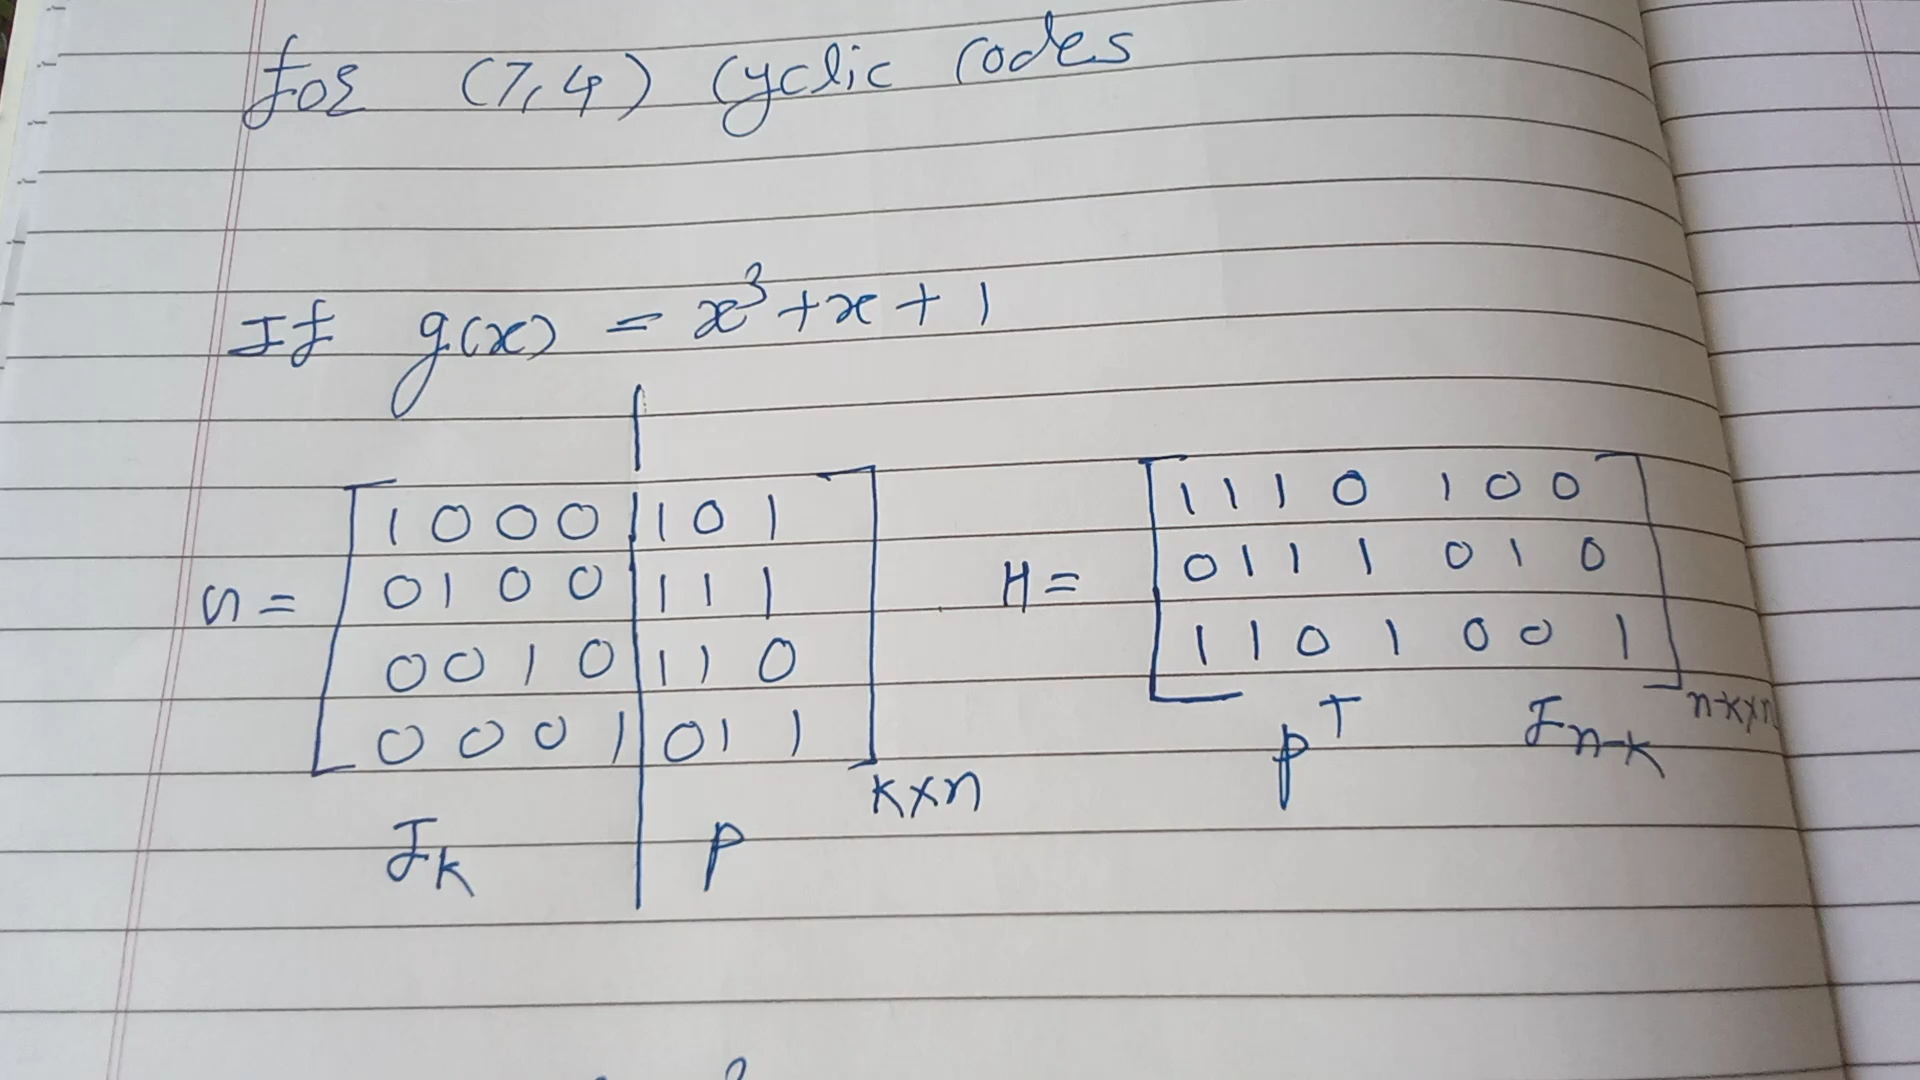 for (7,4) Cyclic codes
If g(x) = x³ + x + 1
G = [1 0 0 0 | 1 0 1
0 1 0 0 | 1 1 1
0 0 1 0 | 1 1 0
0 0 0 1 | 0 1 1] k×n
I_k P
H = [1 1 1 0 1 0 0
0 1 1 1 0 1 0
1 1 0 1 0 0 1] n-k×n
P^T I_n-k